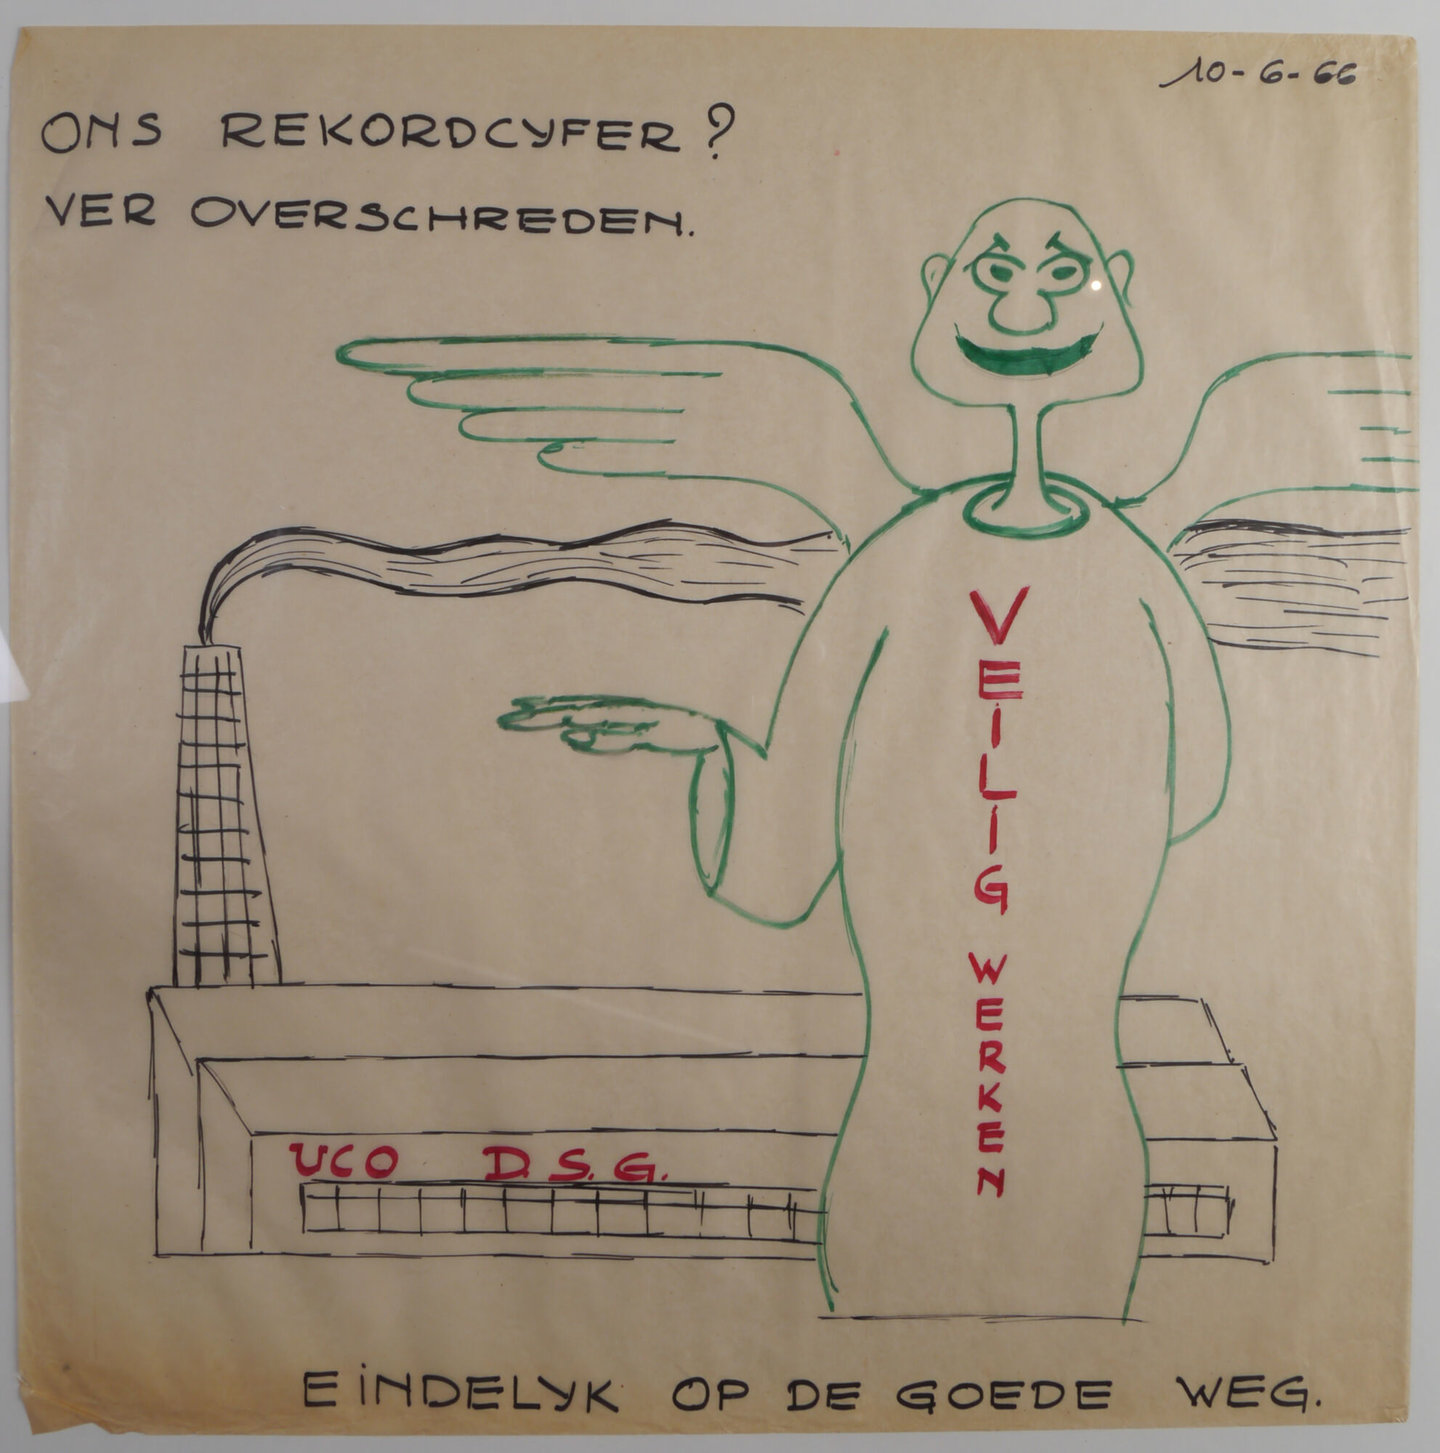 10-6-66
ONS REKORDCYFER?
VER OVERSCHREDEN.
VEILIG WERKEN
UCO D.S.G.
EINDELYK OP DE GOEDE WEG.